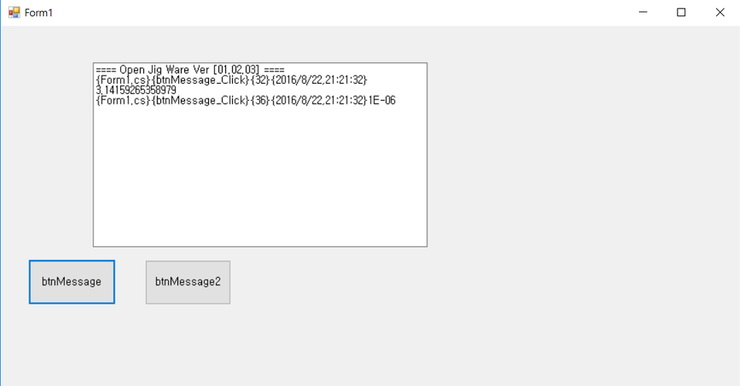 Form1
==== Open Jig Ware Ver [01,02,03] ====
{Form1.cs}{btnMessage_Click}{32}{2016/8/22,21:21:32}
3.14159265358979
{Form1.cs}{btnMessage_Click}{36}{2016/8/22,21:21:32}1E-06
btnMessage
btnMessage2